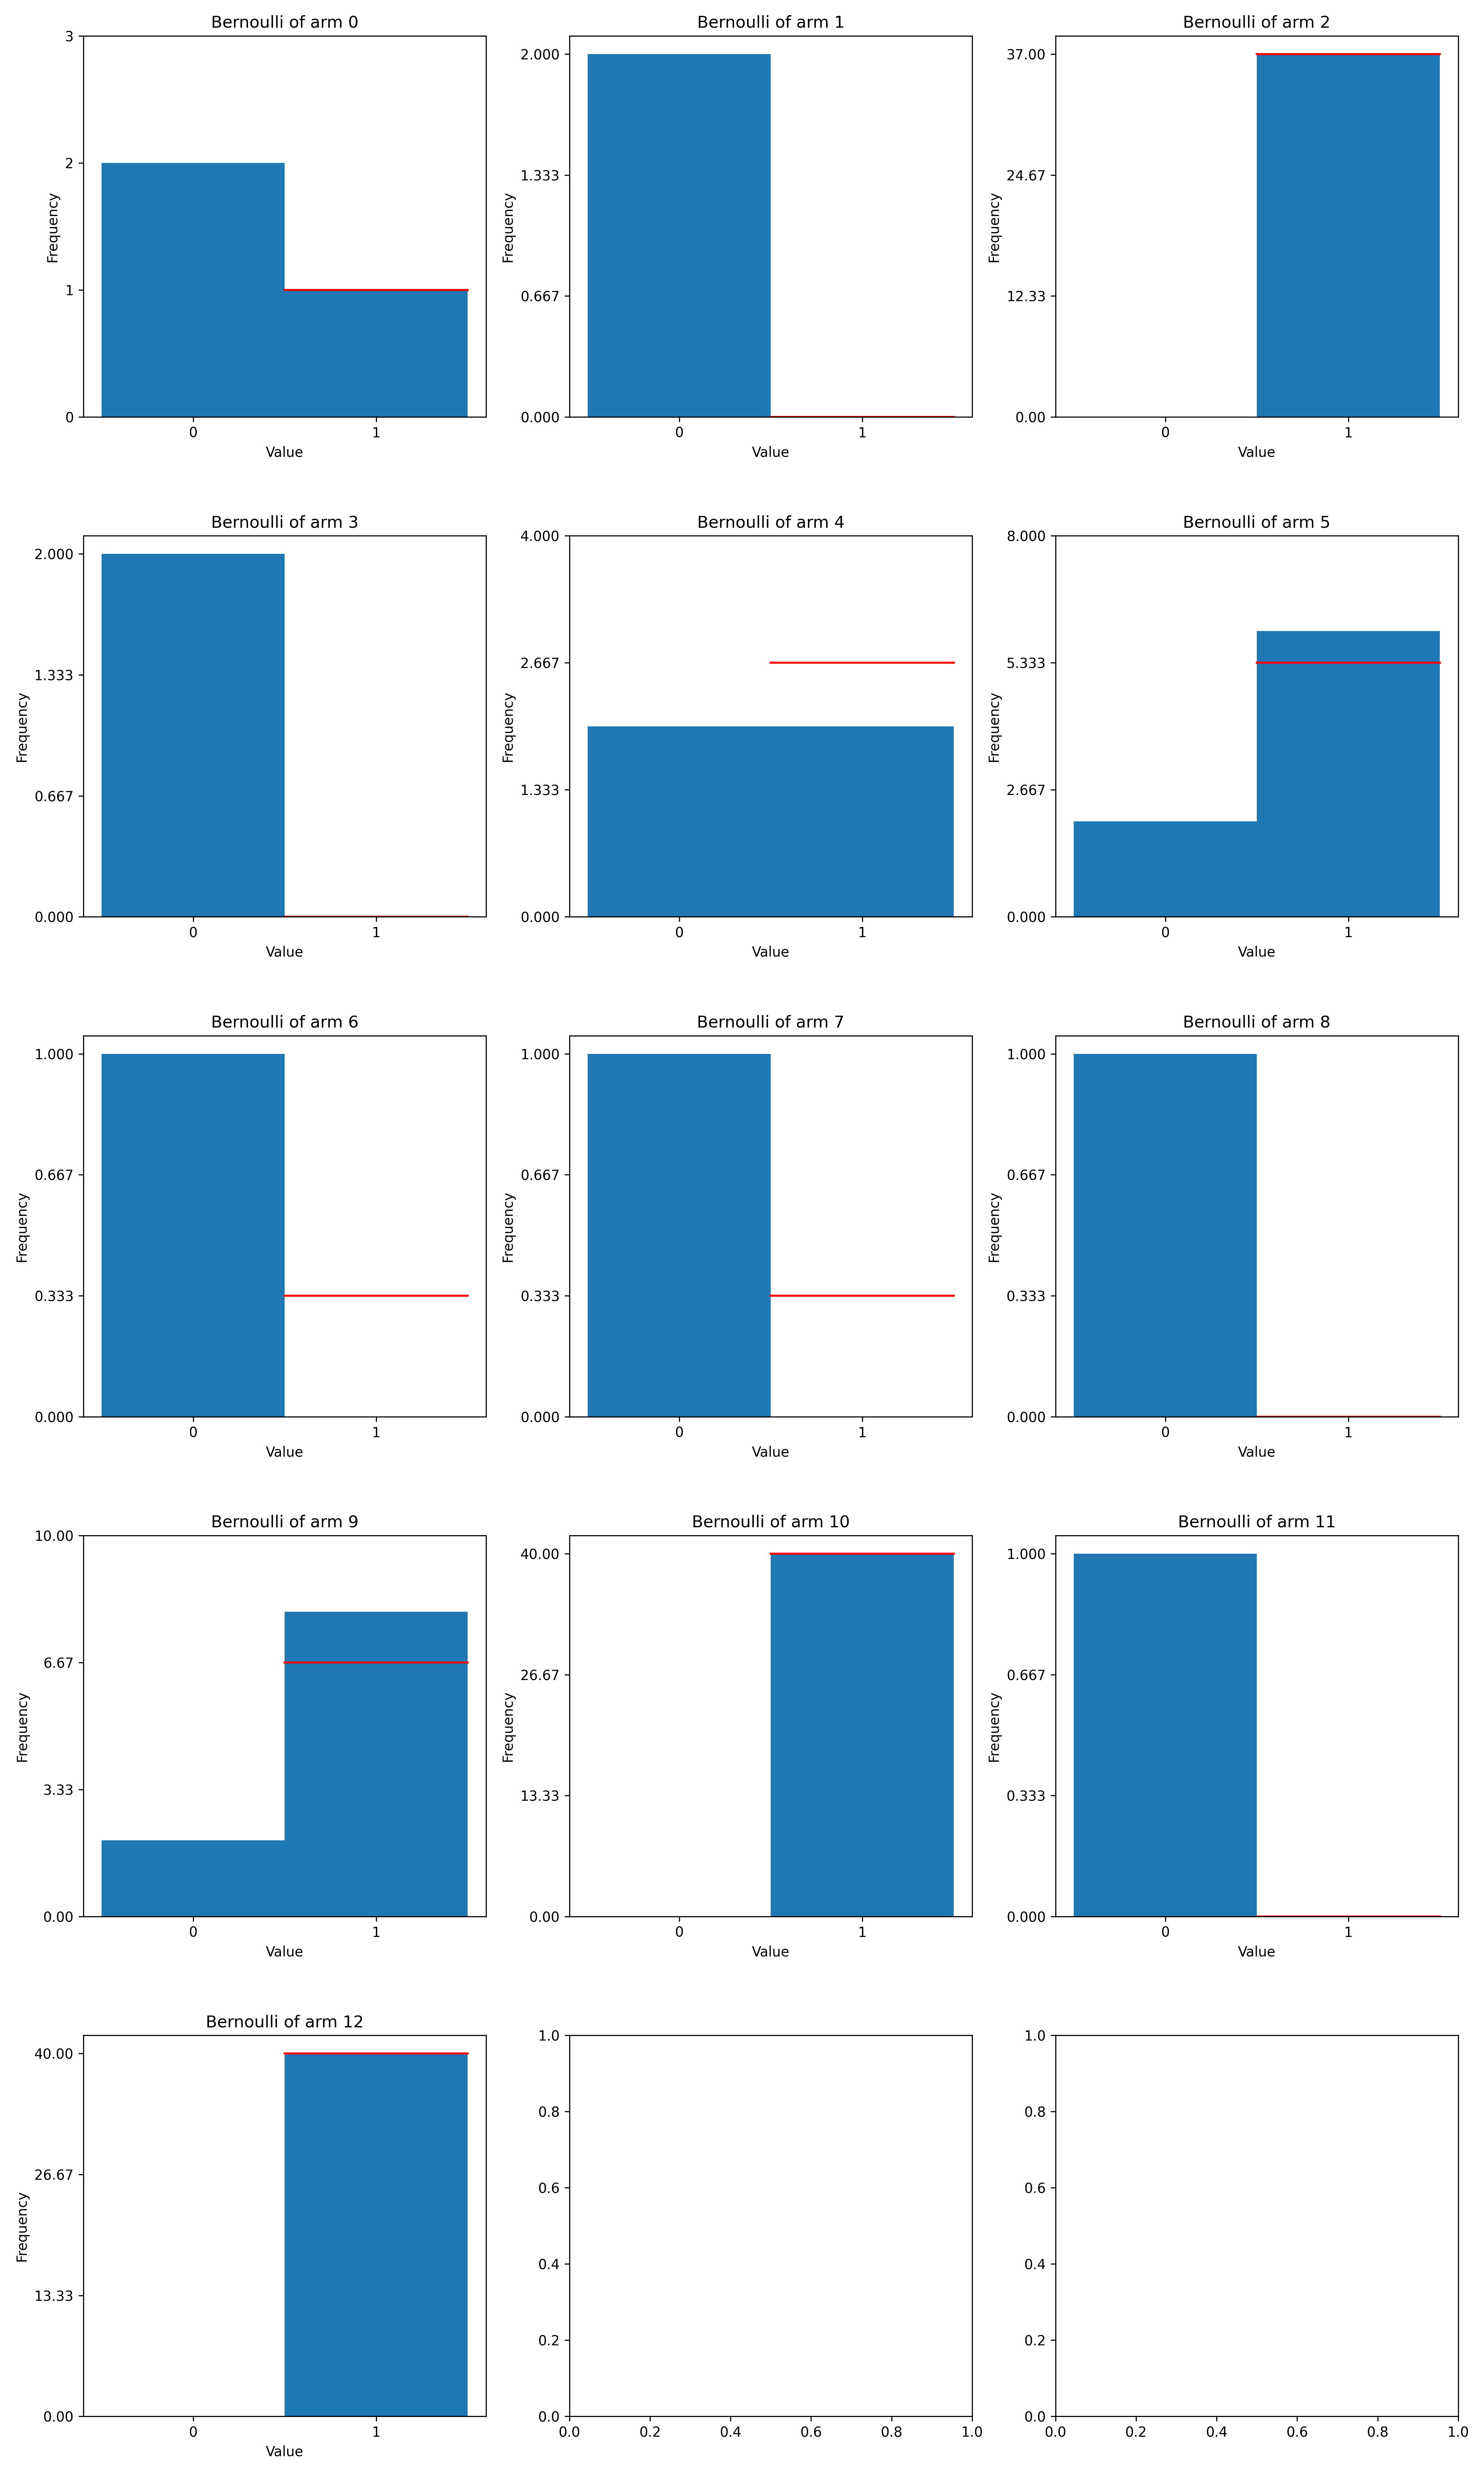 Bernoulli of arm 0
3
2
1
0
Frequency
0 1
Value
Bernoulli of arm 1
2.000
1.333
0.667
0.000
Frequency
0 1
Value
Bernoulli of arm 2
37.00
24.67
12.33
0.00
Frequency
0 1
Value
Bernoulli of arm 3
2.000
1.333
0.667
0.000
Frequency
0 1
Value
Bernoulli of arm 4
4.000
2.667
1.333
0.000
Frequency
0 1
Value
Bernoulli of arm 5
8.000
5.333
2.667
0.000
Frequency
0 1
Value
Bernoulli of arm 6
1.000
0.667
0.333
0.000
Frequency
0 1
Value
Bernoulli of arm 7
1.000
0.667
0.333
0.000
Frequency
0 1
Value
Bernoulli of arm 8
1.000
0.667
0.333
0.000
Frequency
0 1
Value
Bernoulli of arm 9
10.00
6.67
3.33
0.00
Frequency
0 1
Value
Bernoulli of arm 10
40.00
26.67
13.33
0.00
Frequency
0 1
Value
Bernoulli of arm 11
1.000
0.667
0.333
0.000
Frequency
0 1
Value
Bernoulli of arm 12
40.00
26.67
13.33
0.00
Frequency
0 1
Value
1.0
0.8
0.6
0.4
0.2
0.0
0.0 0.2 0.4 0.6 0.8 1.0
1.0
0.8
0.6
0.4
0.2
0.0
0.0 0.2 0.4 0.6 0.8 1.0